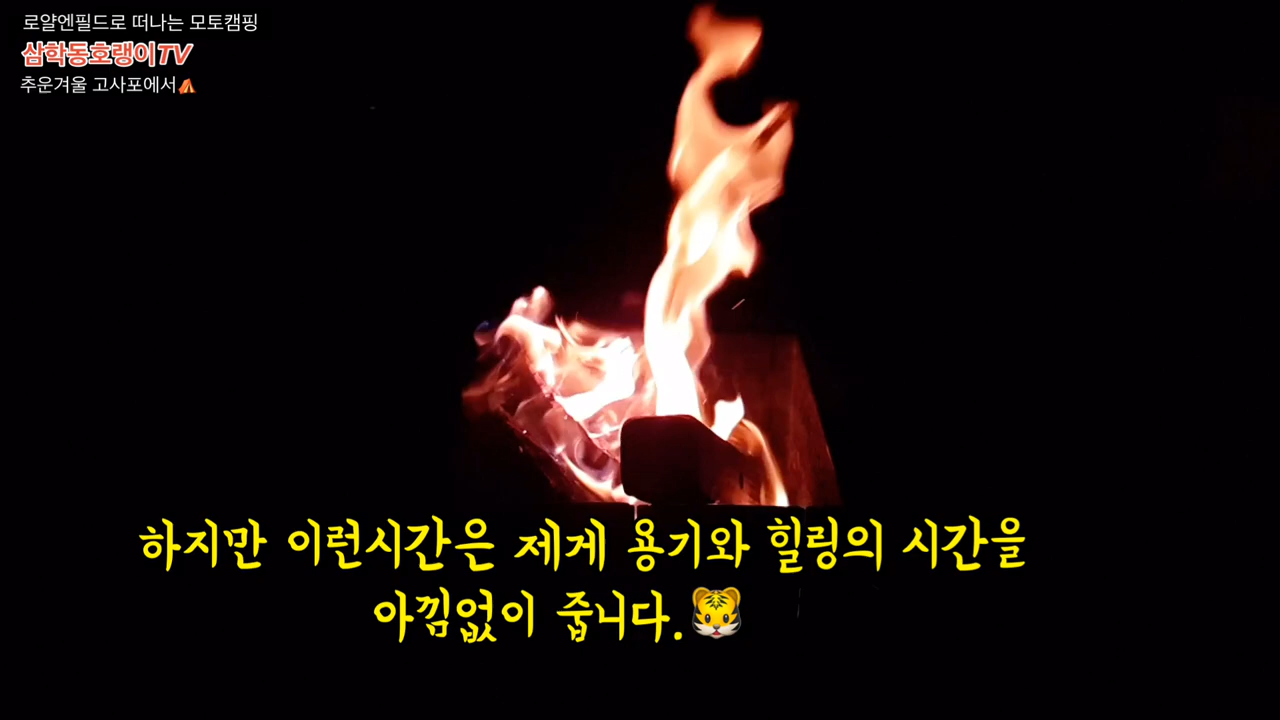 로얄엔필드로 떠나는 모토캠핑
삼학동호랭이TV
추운겨울 고사포에서⛺
하지만 이런시간은 제게 용기와 힐링의 시간을
아낌없이 줍니다.🐯